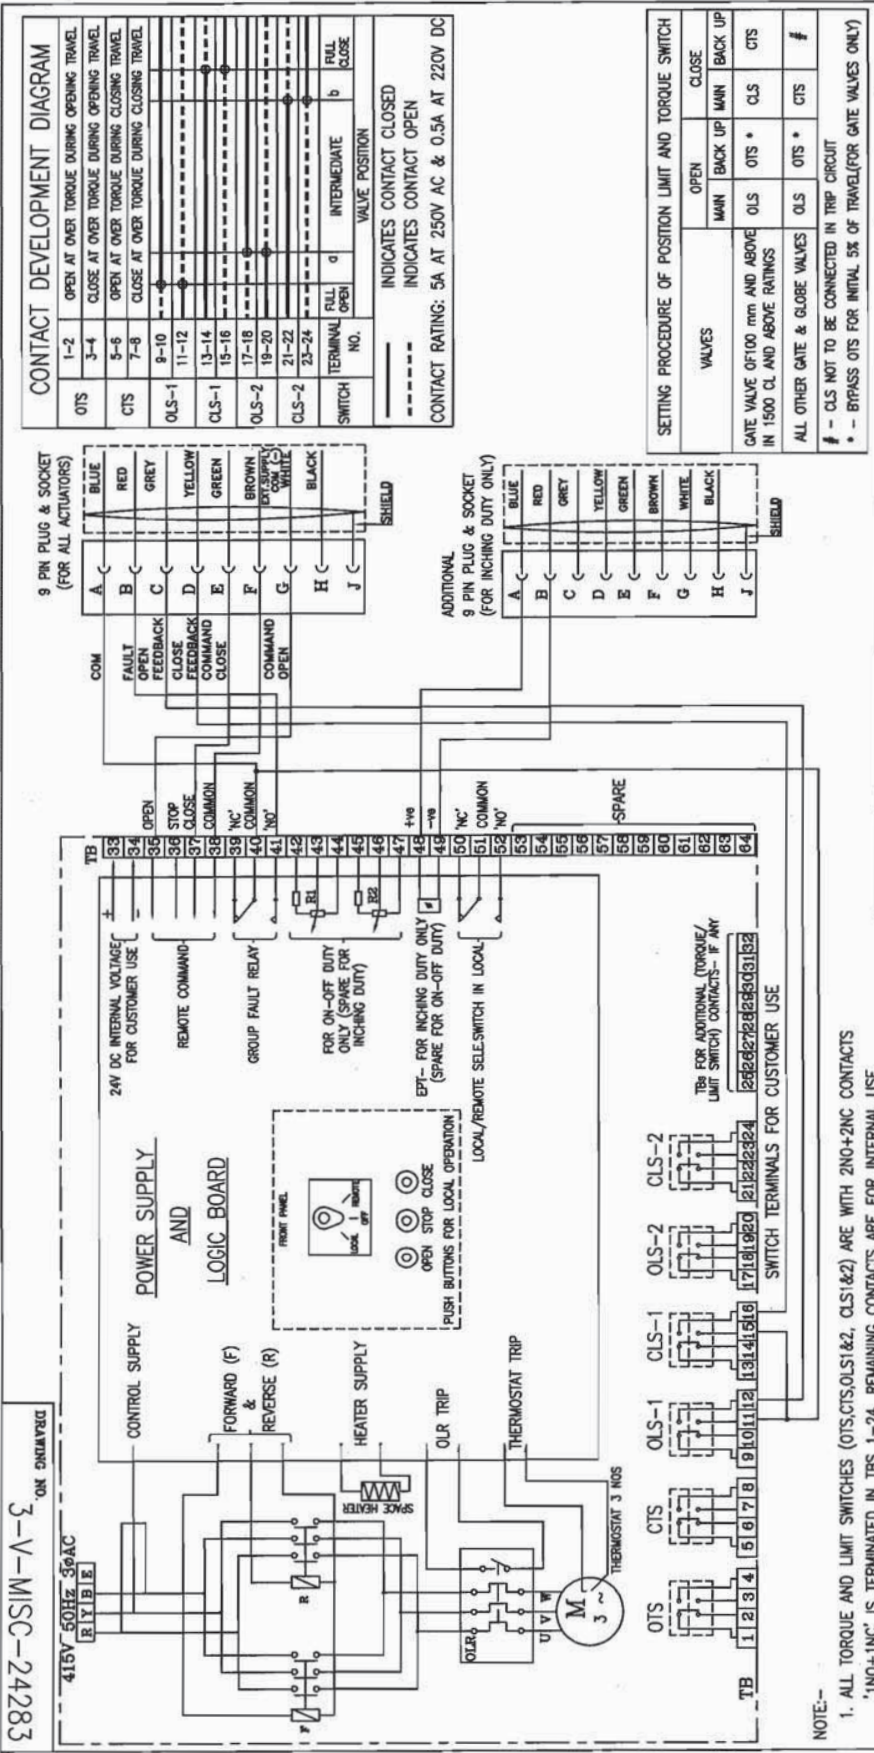 DRAWING NO.
3-V-MISC-24283
415V 50Hz 3øAC
R Y B E
CONTROL SUPPLY
FORWARD (F)
&
REVERSE (R)
HEATER SUPPLY
SPACE HEATER
OLR TRIP
THERMOSTAT TRIP
F
R
OLR
U V W
M
3 ~
THERMOSTAT 3 NOS
POWER SUPPLY
AND
LOGIC BOARD
FRONT PANEL
LOCAL
OFF
REMOTE
OPEN STOP CLOSE
PUSH BUTTONS FOR LOCAL OPERATION
24V DC INTERNAL VOLTAGE
FOR CUSTOMER USE
+
-
REMOTE COMMAND
GROUP FAULT RELAY
FOR ON-OFF DUTY
ONLY (SPARE FOR
INCHING DUTY)
R1
R2
EPT- FOR INCHING DUTY ONLY
(SPARE FOR ON-OFF DUTY)
LOCAL/REMOTE SELE.SWITCH IN LOCAL
TB
33
34
35 OPEN
36 STOP
37 CLOSE
38 COMMON
39 'NC'
40 COMMON
41 'NO'
42
43
44
45
46
47
48 +ve
49 -ve
50 'NC'
51 COMMON
52 'NO'
53
54
55
56
57
58
59
60
61
62
63
64
SPARE
TB
OTS
1 2 3 4
CTS
5 6 7 8
OLS-1
9 10 11 12
CLS-1
13 14 15 16
OLS-2
17 18 19 20
CLS-2
21 22 23 24
TBs FOR ADDITIONAL (TORQUE/
LIMIT SWITCH) CONTACTS- IF ANY
25 26 27 28 29 30 31 32
SWITCH TERMINALS FOR CUSTOMER USE
9 PIN PLUG & SOCKET
(FOR ALL ACTUATORS)
COM A BLUE
FAULT B RED
OPEN FEEDBACK C GREY
CLOSE FEEDBACK D YELLOW
COMMAND CLOSE E GREEN
F BROWN
EXT.SUPPLY
COM (-)
COMMAND OPEN G WHITE
H BLACK
J
SHIELD
ADDITIONAL
9 PIN PLUG & SOCKET
(FOR INCHING DUTY ONLY)
A BLUE
B RED
C GREY
D YELLOW
E GREEN
F BROWN
G WHITE
H BLACK
J
SHIELD
CONTACT DEVELOPMENT DIAGRAM
OTS 1-2 OPEN AT OVER TORQUE DURING OPENING TRAVEL
3-4 CLOSE AT OVER TORQUE DURING OPENING TRAVEL
CTS 5-6 OPEN AT OVER TORQUE DURING CLOSING TRAVEL
7-8 CLOSE AT OVER TORQUE DURING CLOSING TRAVEL
OLS-1 9-10
11-12
CLS-1 13-14
15-16
OLS-2 17-18
19-20
CLS-2 21-22
23-24
SWITCH TERMINAL NO. FULL OPEN a INTERMEDIATE b FULL CLOSE
VALVE POSITION
INDICATES CONTACT CLOSED
INDICATES CONTACT OPEN
CONTACT RATING: 5A AT 250V AC & 0.5A AT 220V DC
SETTING PROCEDURE OF POSITION LIMIT AND TORQUE SWITCH
VALVES OPEN CLOSE
MAIN BACK UP MAIN BACK UP
GATE VALVE OF100 mm AND ABOVE OLS OTS * CLS CTS
IN 1500 CL AND ABOVE RATINGS
ALL OTHER GATE & GLOBE VALVES OLS OTS * CTS
# - CLS NOT TO BE CONNECTED IN TRIP CIRCUIT
* - BYPASS OTS FOR INITIAL 5% OF TRAVEL(FOR GATE VALVES ONLY)
NOTE:-
1. ALL TORQUE AND LIMIT SWITCHES (OTS,CTS,OLS1&2, CLS1&2) ARE WITH 2NO+2NC CONTACTS
'1NO+1NC' IS TERMINATED IN TBS 1-24. REMAINING CONTACTS ARE FOR INTERNAL USE